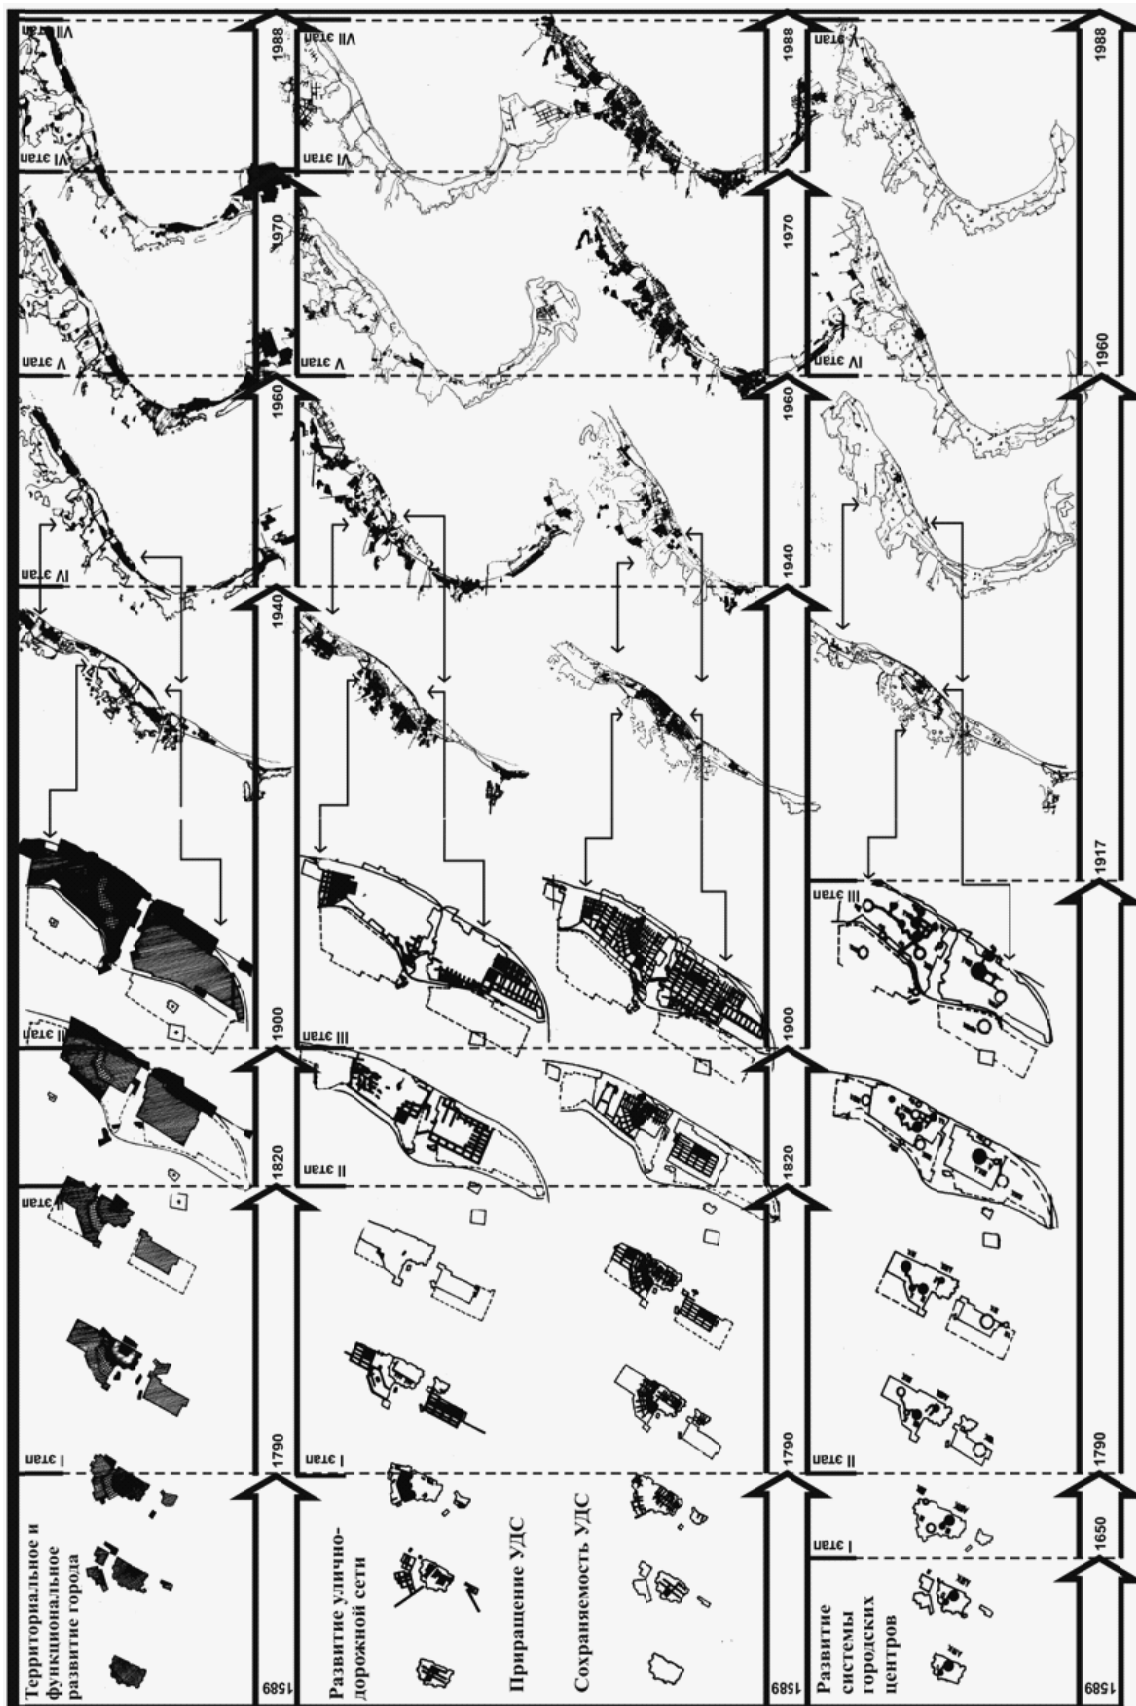 Территориальное и
функциональное
развитие города
I этап
II этап
III этап
IV этап
V этап
VI этап
VII этап
1589
1790
1820
1900
1940
1960
1970
1988
Развитие улично-
дорожной сети
I этап
II этап
III этап
V этап
VI этап
VII этап
Приращение УДС
Сохраняемость УДС
1589
1790
1820
1900
1940
1960
1970
1988
Развитие
системы
городских
центров
I этап
II этап
III этап
IV этап
V этап
1589
1650
1790
1917
1960
1988